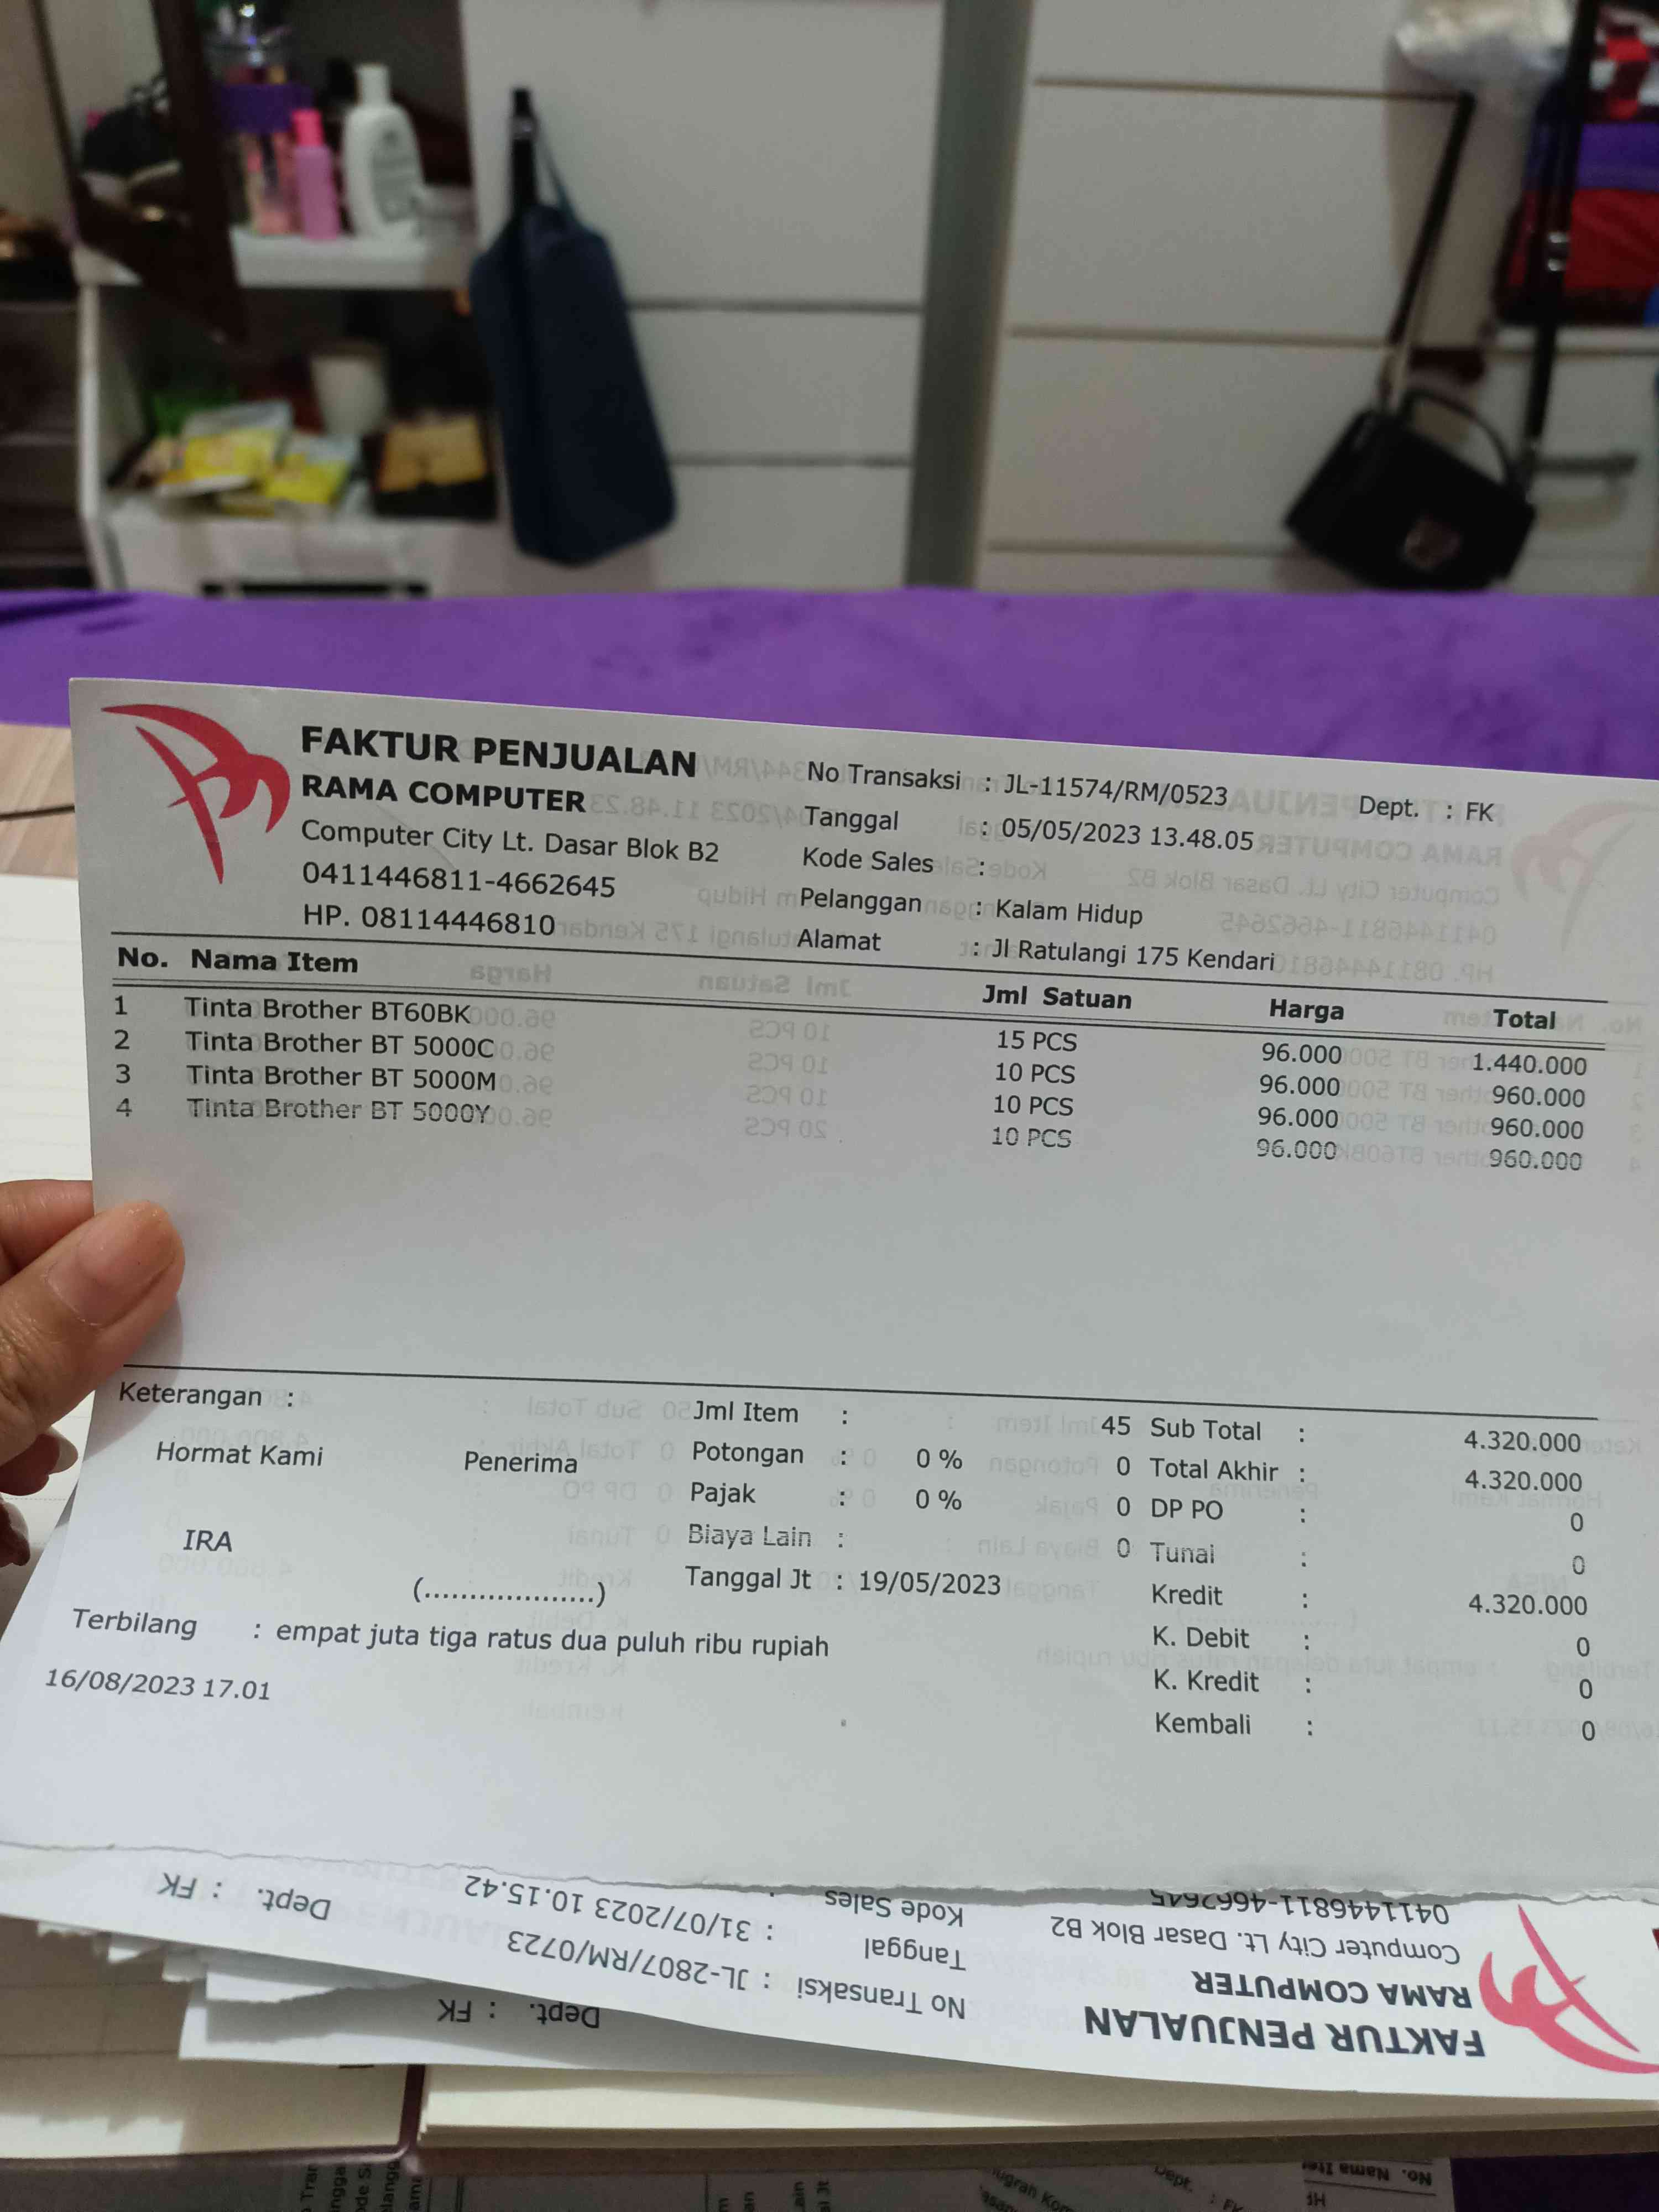 FAKTUR PENJUALAN
RAMA COMPUTER
Computer City Lt. Dasar Blok B2
0411446811-4662645
HP. 08114446810
No Transaksi : JL-11574/RM/0523
Dept. : FK
Tanggal : 05/05/2023 13.48.05
Kode Sales :
Pelanggan : Kalam Hidup
Alamat : Jl Ratulangi 175 Kendari
No. Nama Item Jml Satuan Harga Total
1 Tinta Brother BT60BK 15 PCS 96.000 1.440.000
2 Tinta Brother BT 5000C 10 PCS 96.000 960.000
3 Tinta Brother BT 5000M 10 PCS 96.000 960.000
4 Tinta Brother BT 5000Y 10 PCS 96.000 960.000
Keterangan : Jml Item : 45 Sub Total : 4.320.000
Hormat Kami Penerima Potongan : 0 % 0 Total Akhir : 4.320.000
Pajak : 0 % 0 DP PO : 0
IRA Biaya Lain : 0 Tunai : 0
(...................) Tanggal Jt : 19/05/2023 Kredit : 4.320.000
Terbilang : empat juta tiga ratus dua puluh ribu rupiah K. Debit : 0
16/08/2023 17.01 K. Kredit : 0
Kembali : 0
FAKTUR PENJUALAN
RAMA COMPUTER
Computer City Lt. Dasar Blok B2
0411446811-4662645
No Transaksi : JL-2807/RM/0723
Tanggal : 31/07/2023 10.15.42
Kode Sales :
Dept. : FK
Dept. : FK
No. Nama Item
Dept. : FK